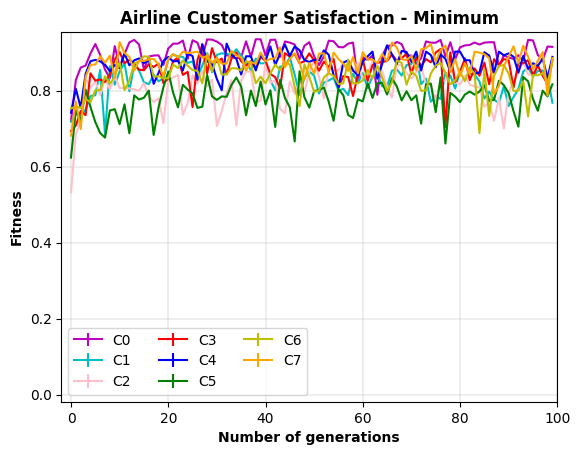 Airline Customer Satisfaction - Minimum
Fitness
0.8
0.6
0.4
0.2
0.0
C0 C3 C6
C1 C4 C7
C2 C5
0 20 40 60 80 100
Number of generations